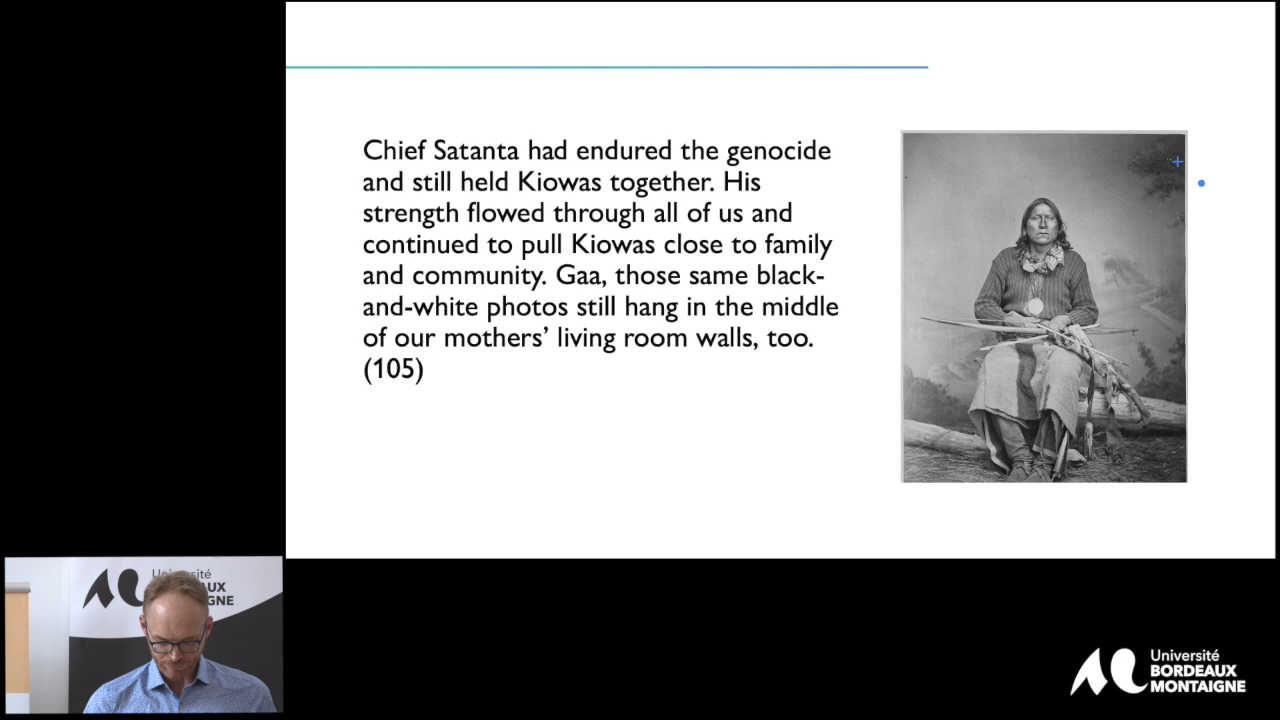 Chief Satanta had endured the genocide
and still held Kiowas together. His
strength flowed through all of us and
continued to pull Kiowas close to family
and community. Gaa, those same black-
and-white photos still hang in the middle
of our mothers’ living room walls, too.
(105)
Université
Université
BORDEAUX
MONTAIGNE